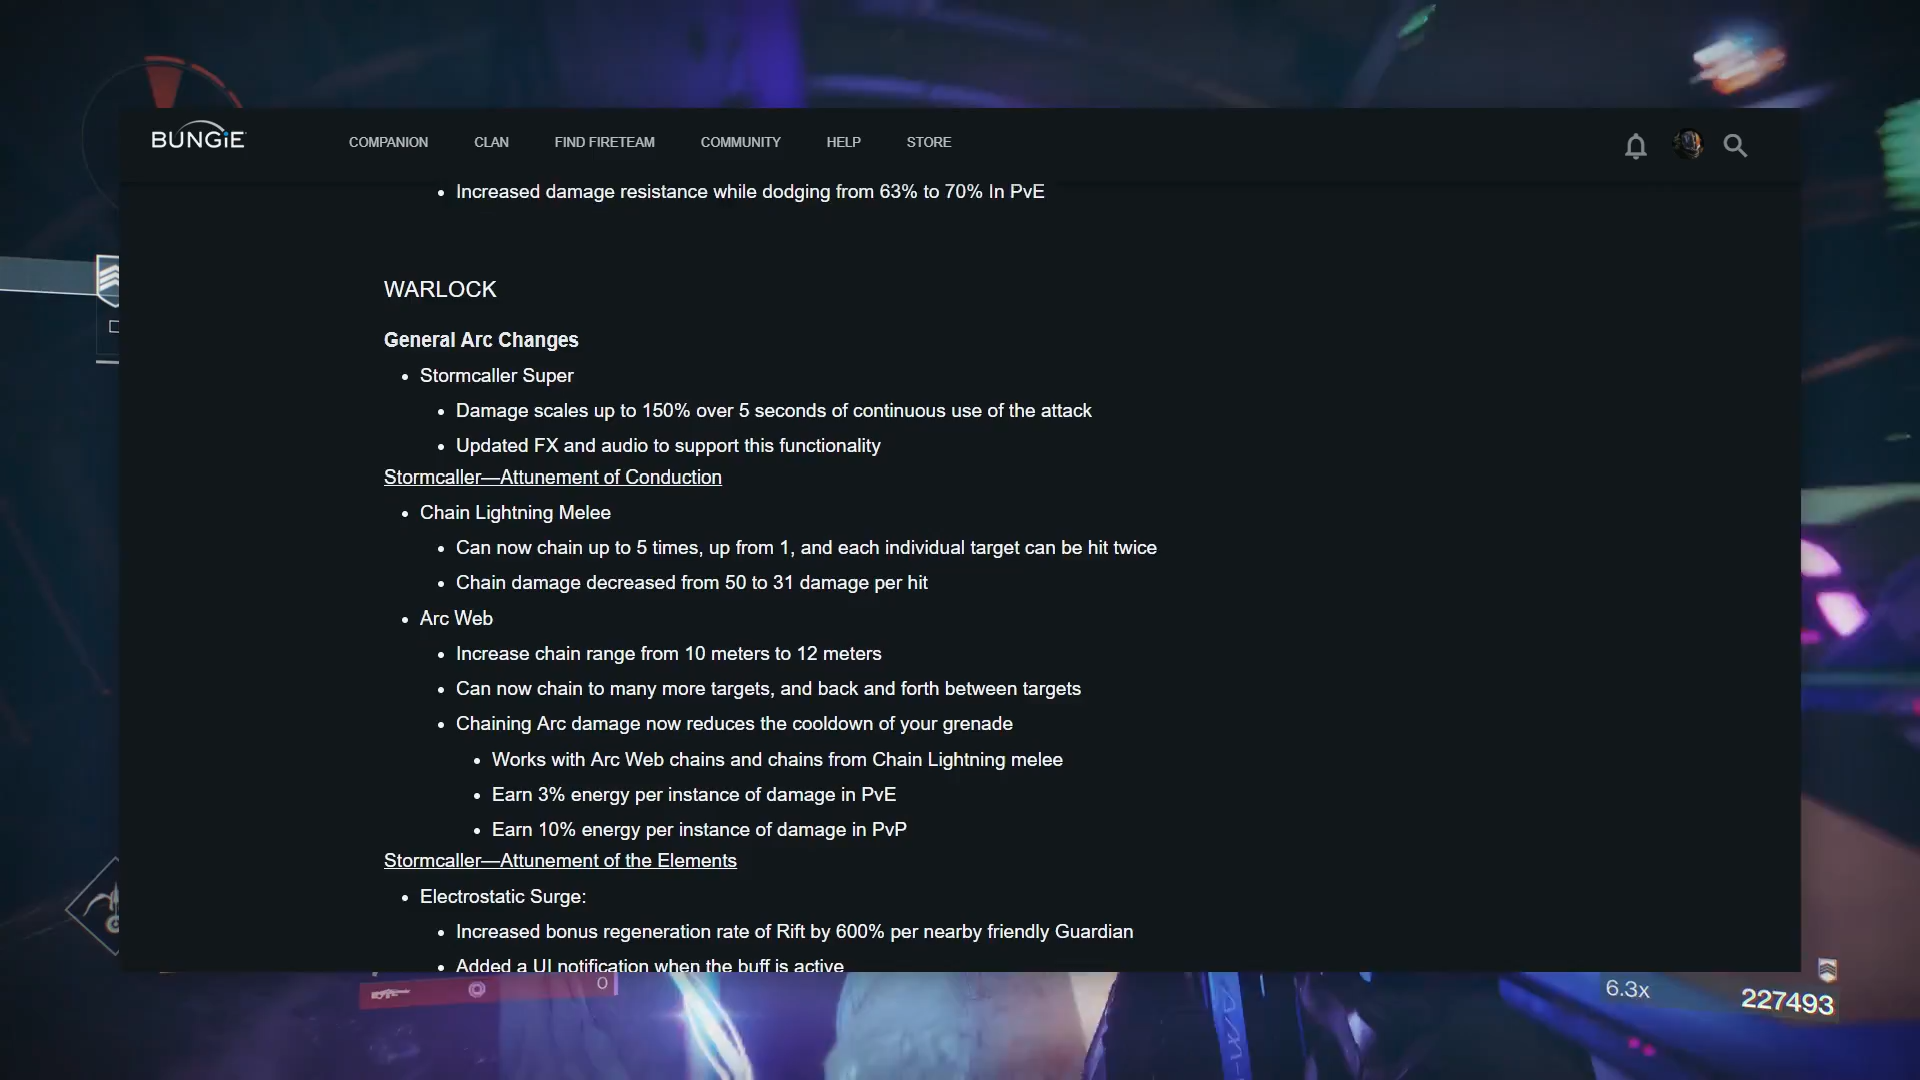 BUNGiE
COMPANION CLAN FIND FIRETEAM COMMUNITY HELP STORE
Increased damage resistance while dodging from 63% to 70% In PvE
WARLOCK
General Arc Changes
Stormcaller Super
Damage scales up to 150% over 5 seconds of continuous use of the attack
Updated FX and audio to support this functionality
Stormcaller—Attunement of Conduction
Chain Lightning Melee
Can now chain up to 5 times, up from 1, and each individual target can be hit twice
Chain damage decreased from 50 to 31 damage per hit
Arc Web
Increase chain range from 10 meters to 12 meters
Can now chain to many more targets, and back and forth between targets
Chaining Arc damage now reduces the cooldown of your grenade
Works with Arc Web chains and chains from Chain Lightning melee
Earn 3% energy per instance of damage in PvE
Earn 10% energy per instance of damage in PvP
Stormcaller—Attunement of the Elements
Electrostatic Surge:
Increased bonus regeneration rate of Rift by 600% per nearby friendly Guardian
Added a UI notification when the buff is active
0
6.3x
227493